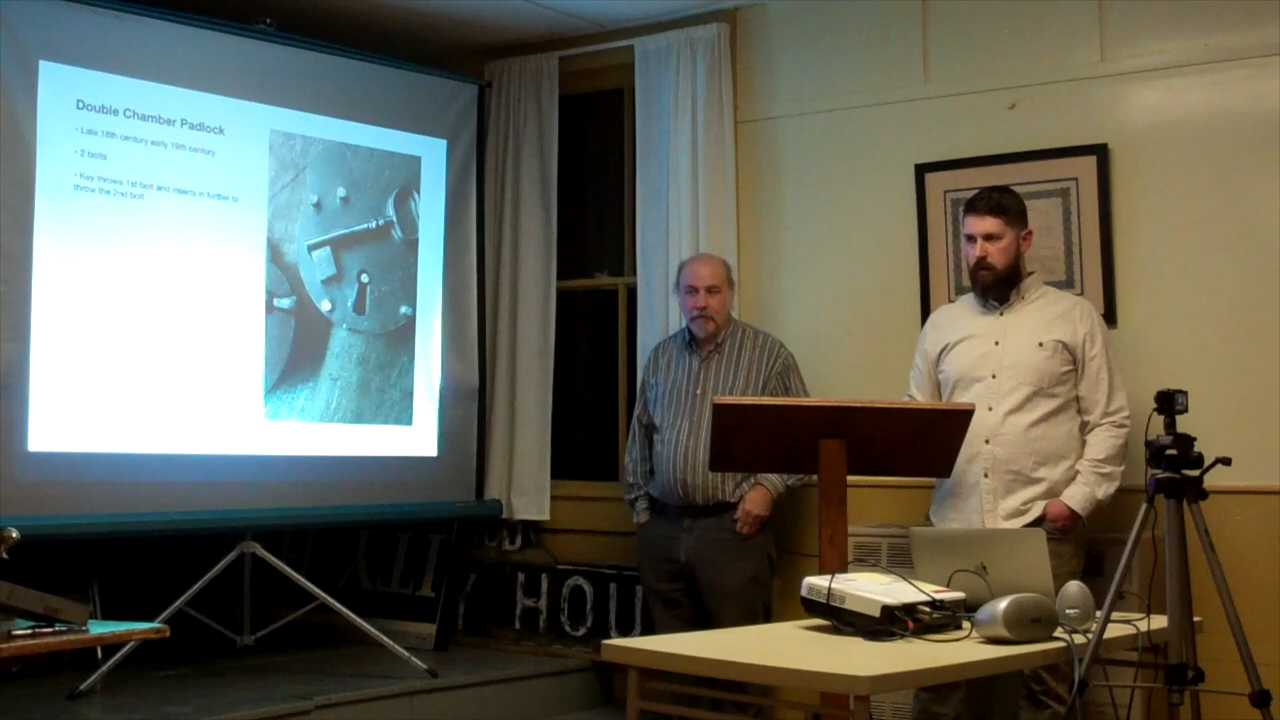 Double Chamber Padlock
• Late 18th century early 19th century
• 2 bolts
• Key throws 1st bolt and inserts in further to
throw the 2nd bolt
ITY
Y HOU